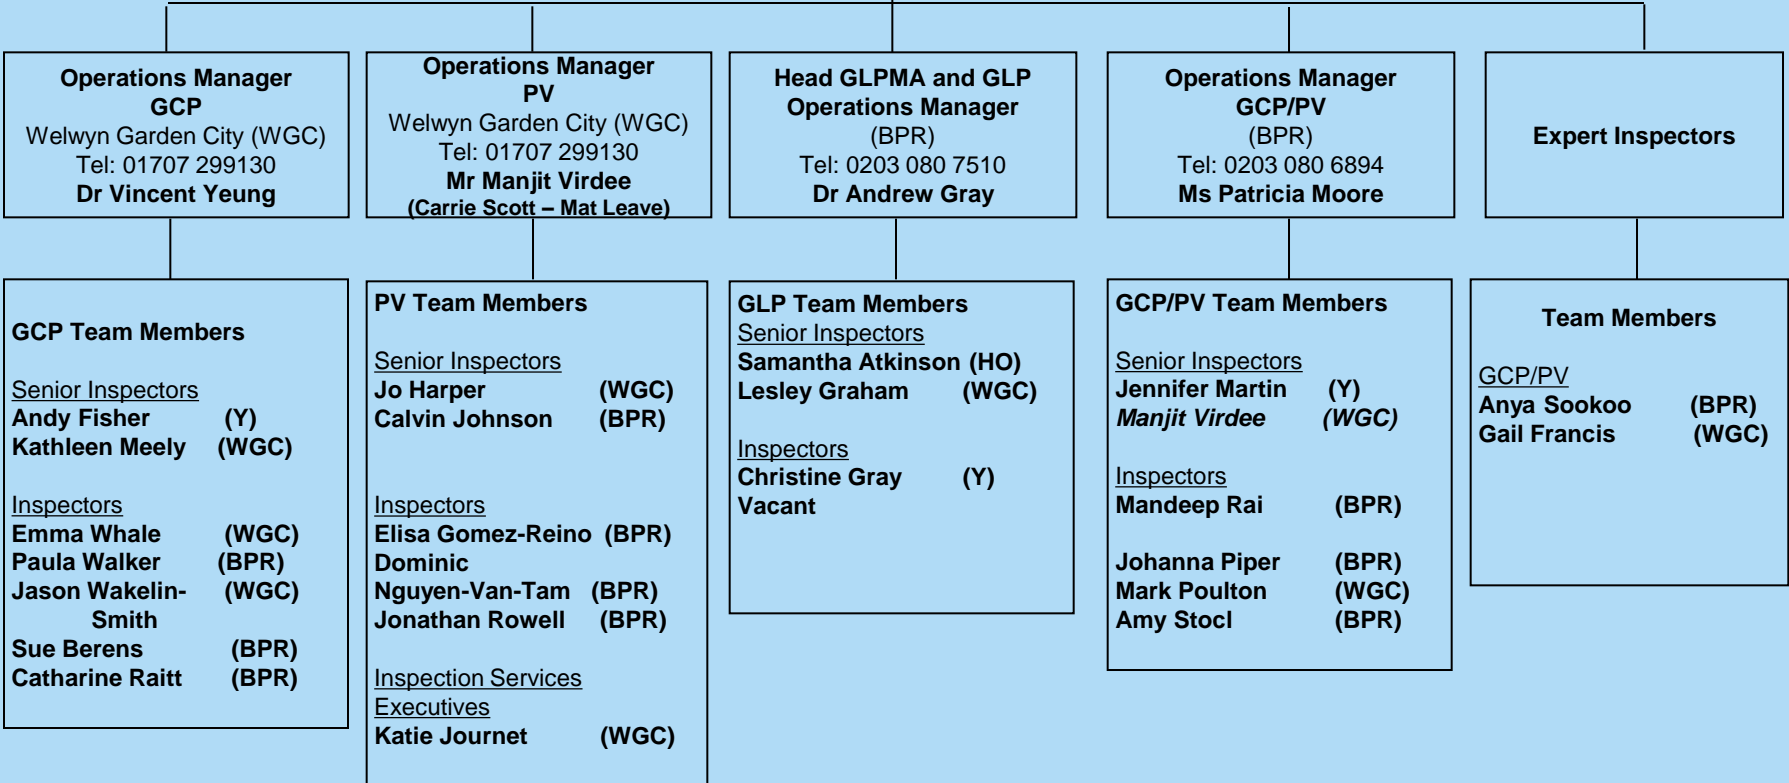 Operations Manager
GCP
Welwyn Garden City (WGC)
Tel: 01707 299130
Dr Vincent Yeung
Operations Manager
PV
Welwyn Garden City (WGC)
Tel: 01707 299130
Mr Manjit Virdee
(Carrie Scott – Mat Leave)
Head GLPMA and GLP
Operations Manager
(BPR)
Tel: 0203 080 7510
Dr Andrew Gray
Operations Manager
GCP/PV
(BPR)
Tel: 0203 080 6894
Ms Patricia Moore
Expert Inspectors
GCP Team Members
Senior Inspectors
Andy Fisher (Y)
Kathleen Meely (WGC)
Inspectors
Emma Whale (WGC)
Paula Walker (BPR)
Jason Wakelin- (WGC)
Smith
Sue Berens (BPR)
Catharine Raitt (BPR)
PV Team Members
Senior Inspectors
Jo Harper (WGC)
Calvin Johnson (BPR)
Inspectors
Elisa Gomez-Reino (BPR)
Dominic
Nguyen-Van-Tam (BPR)
Jonathan Rowell (BPR)
Inspection Services
Executives
Katie Journet (WGC)
GLP Team Members
Senior Inspectors
Samantha Atkinson (HO)
Lesley Graham (WGC)
Inspectors
Christine Gray (Y)
Vacant
GCP/PV Team Members
Senior Inspectors
Jennifer Martin (Y)
Manjit Virdee (WGC)
Inspectors
Mandeep Rai (BPR)
Johanna Piper (BPR)
Mark Poulton (WGC)
Amy Stocl (BPR)
Team Members
GCP/PV
Anya Sookoo (BPR)
Gail Francis (WGC)